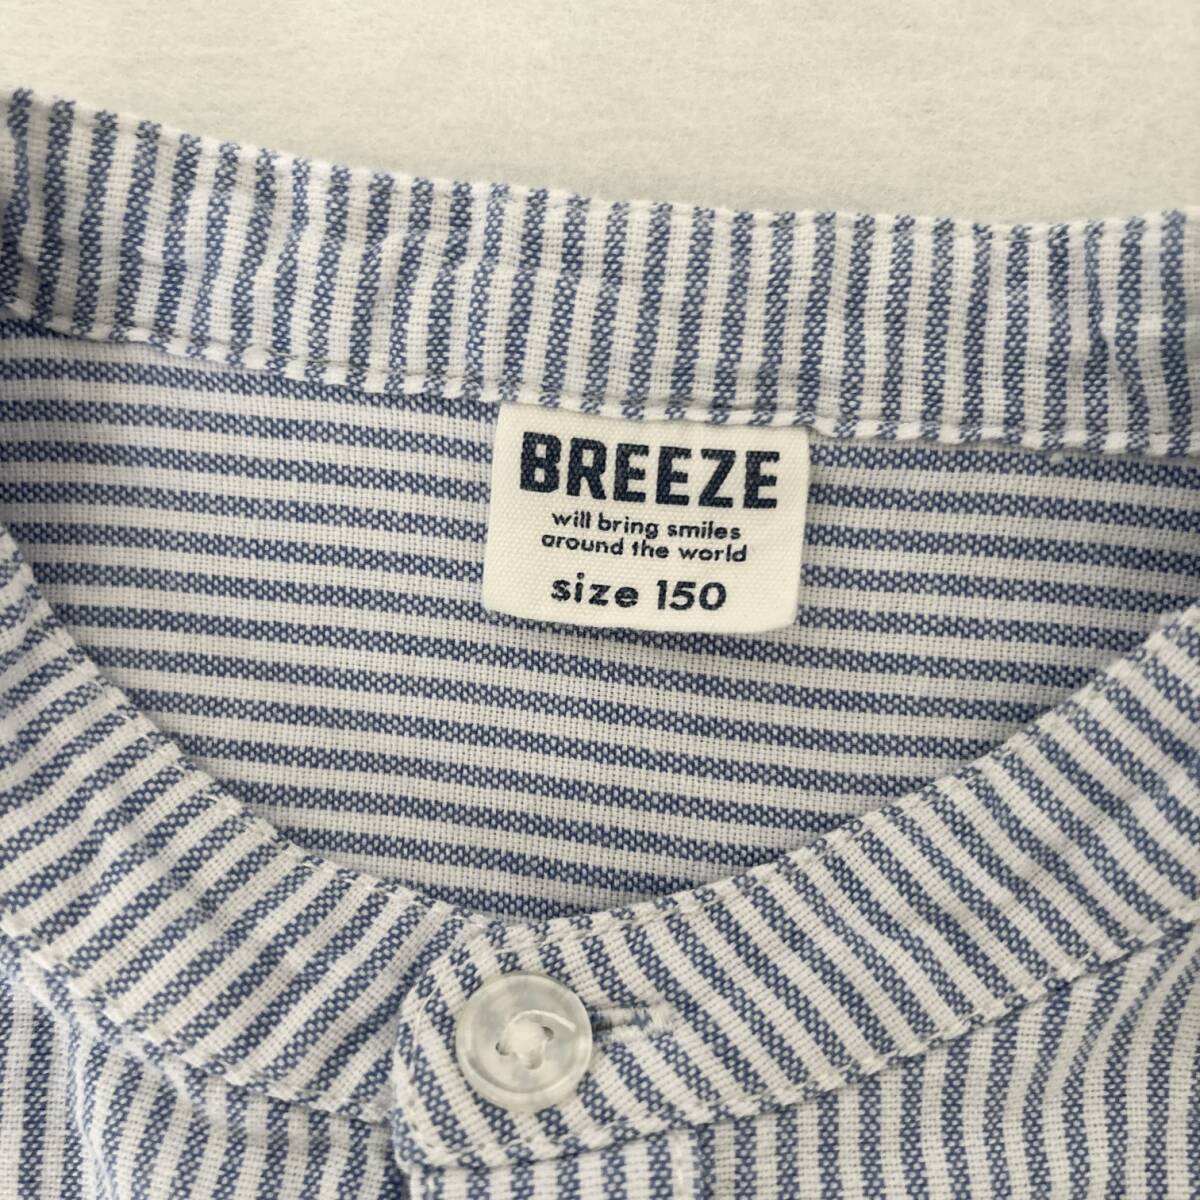 BREEZE
will bring smiles
around the world
size 150